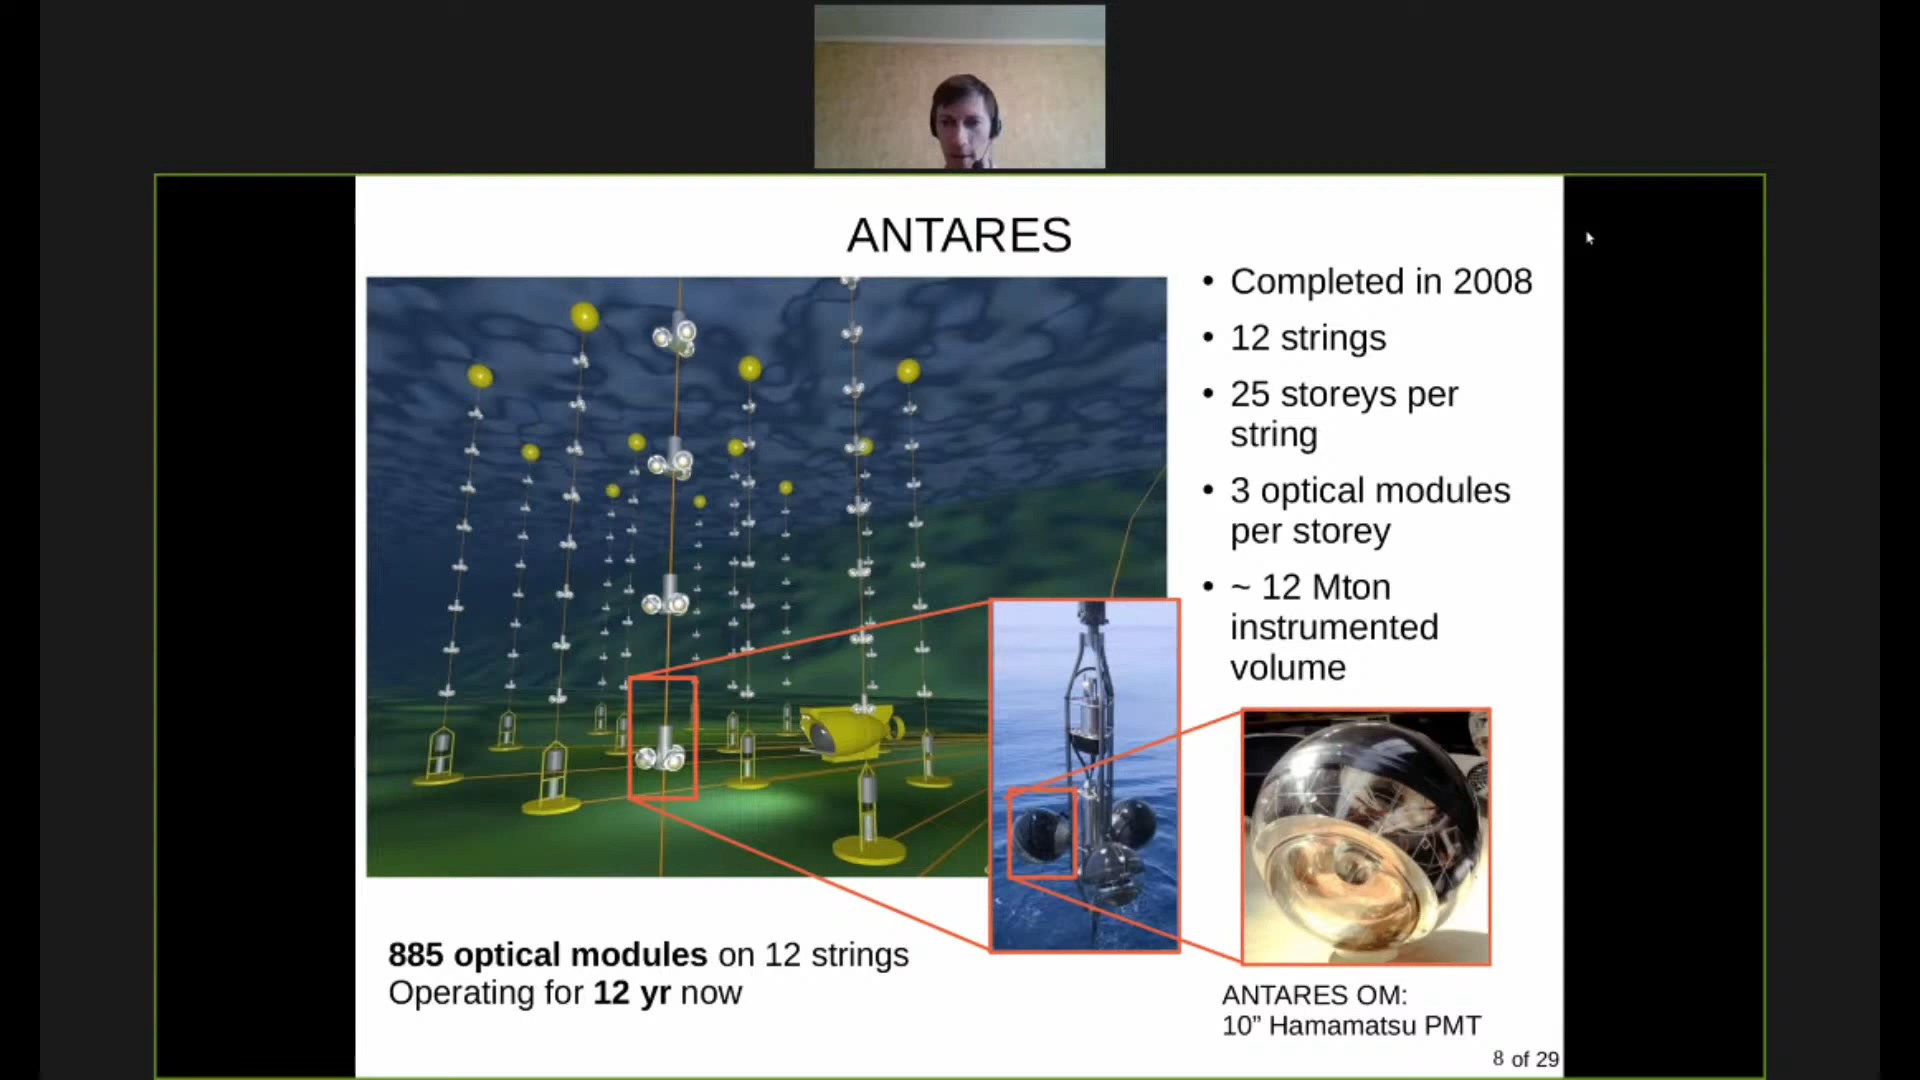 ANTARES
• Completed in 2008
• 12 strings
• 25 storeys per
string
• 3 optical modules
per storey
• ~ 12 Mton
instrumented
volume
885 optical modules on 12 strings
Operating for 12 yr now
ANTARES OM:
10” Hamamatsu PMT
8 of 29